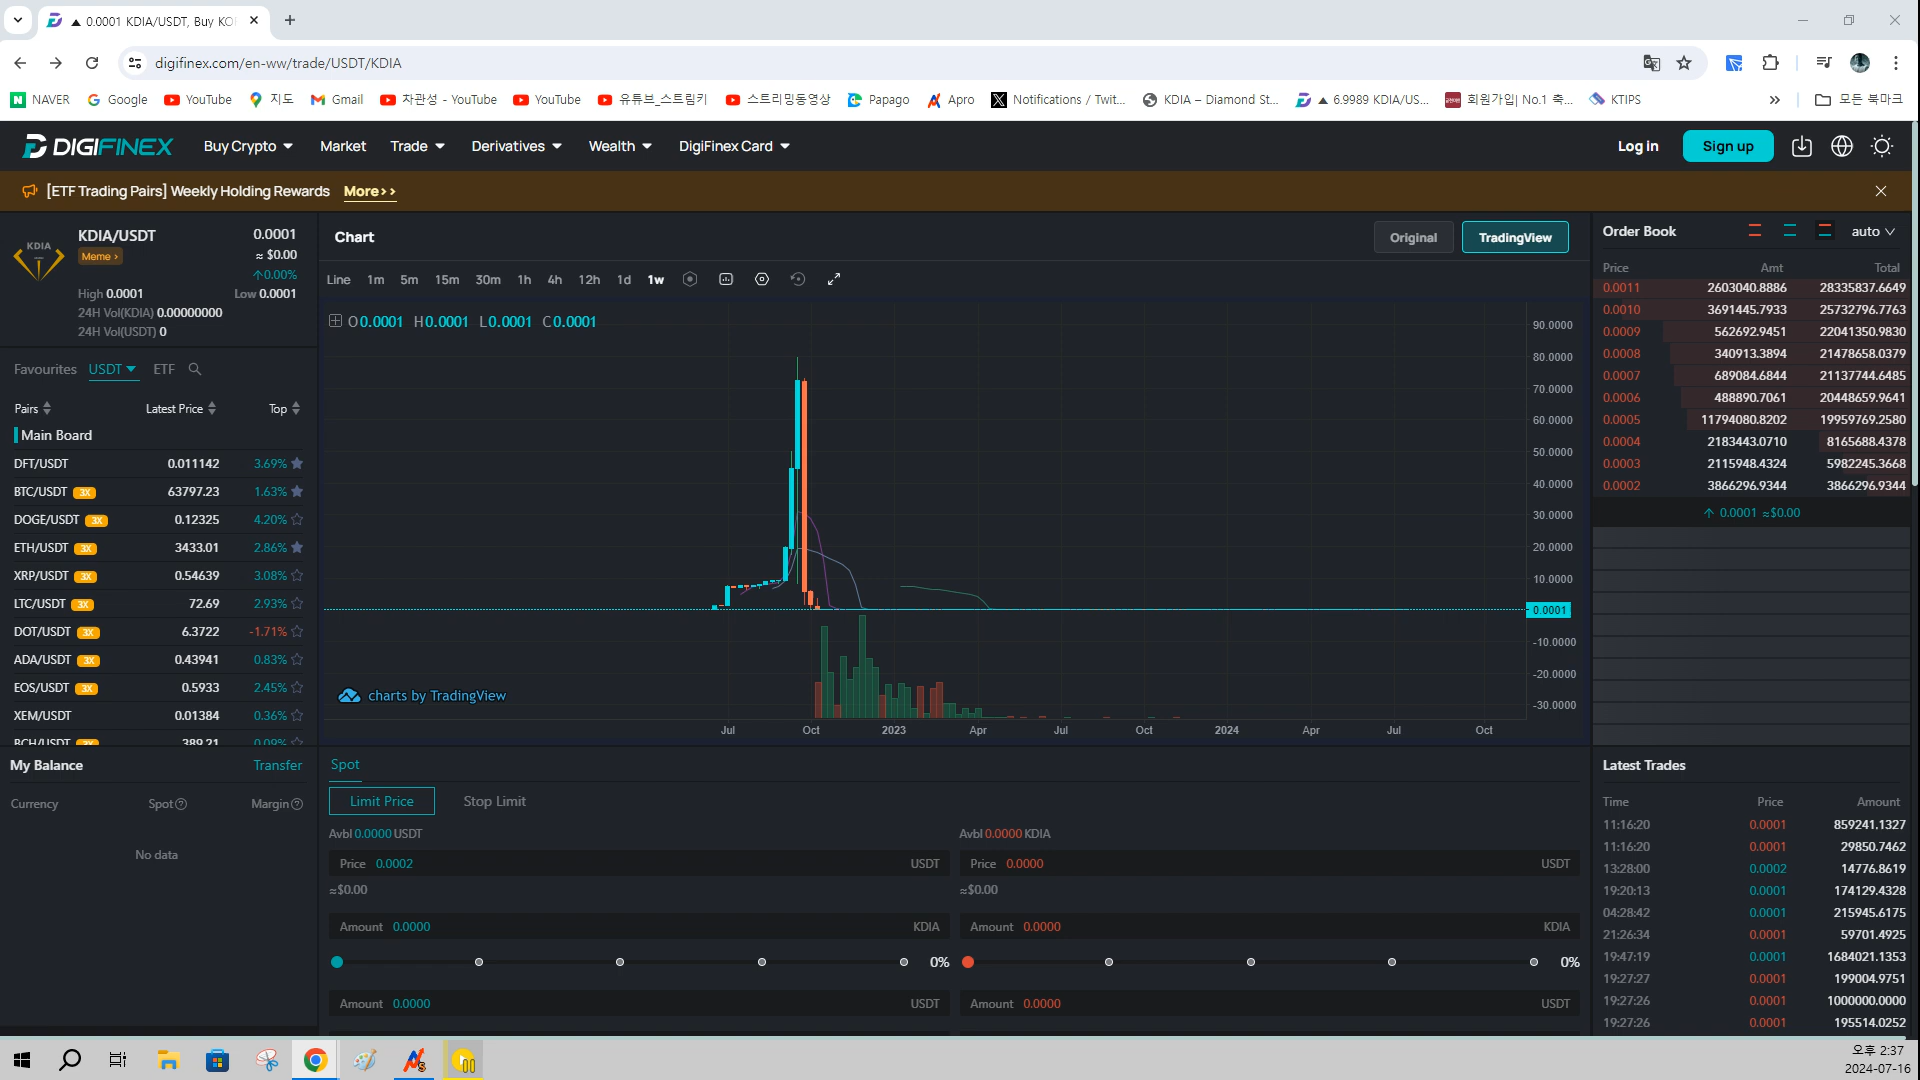 ▲ 0.0001 KDIA/USDT, Buy KO
digifinex.com/en-ww/trade/USDT/KDIA
NAVER Google YouTube 지도 Gmail 차관성 - YouTube YouTube 유튜브_스트림키 스트리밍동영상 Papago Apro Notifications / Twit... KDIA – Diamond St... ▲ 6.9989 KDIA/US... 회원가입| No.1 축... KTIPS » 모든 북마크
DIGIFINEX Buy Crypto Market Trade Derivatives Wealth DigiFinex Card Log in Sign up
[ETF Trading Pairs] Weekly Holding Rewards More>>
KDIA
KDIA/USDT 0.0001
Meme > ≈ $0.00
↑0.00%
High 0.0001 Low 0.0001
24H Vol(KDIA) 0.00000000
24H Vol(USDT) 0
Favourites USDT ETF
Pairs Latest Price Top
Main Board
DFT/USDT 0.011142 3.69%
BTC/USDT 3X 63797.23 1.63%
DOGE/USDT 3X 0.12325 4.20%
ETH/USDT 3X 3433.01 2.86%
XRP/USDT 3X 0.54639 3.08%
LTC/USDT 3X 72.69 2.93%
DOT/USDT 3X 6.3722 -1.71%
ADA/USDT 3X 0.43941 0.83%
EOS/USDT 3X 0.5933 2.45%
XEM/USDT 0.01384 0.36%
BCH/USDT 3X 389.21 0.09%
My Balance Transfer
Currency Spot Margin
No data
Chart Original TradingView
Line 1m 5m 15m 30m 1h 4h 12h 1d 1w
O0.0001 H0.0001 L0.0001 C0.0001
90.0000
80.0000
70.0000
60.0000
50.0000
40.0000
30.0000
20.0000
10.0000
0.0001
-10.0000
-20.0000
-30.0000
charts by TradingView
Jul Oct 2023 Apr Jul Oct 2024 Apr Jul Oct
Spot
Limit Price Stop Limit
Avbl 0.0000 USDT Avbl 0.0000 KDIA
Price 0.0002 USDT Price 0.0000 USDT
≈$0.00 ≈$0.00
Amount 0.0000 KDIA Amount 0.0000 KDIA
0% 0%
Amount 0.0000 USDT Amount 0.0000 USDT
Order Book auto
Price Amt Total
0.0011 2603040.8886 28335837.6649
0.0010 3691445.7933 25732796.7763
0.0009 562692.9451 22041350.9830
0.0008 340913.3894 21478658.0379
0.0007 689084.6844 21137744.6485
0.0006 488890.7061 20448659.9641
0.0005 11794080.8202 19959769.2580
0.0004 2183443.0710 8165688.4378
0.0003 2115948.4324 5982245.3668
0.0002 3866296.9344 3866296.9344
↑ 0.0001 ≈$0.00
Latest Trades
Time Price Amount
11:16:20 0.0001 859241.1327
11:16:20 0.0001 29850.7462
13:28:00 0.0002 14776.8619
19:20:13 0.0001 174129.4328
04:28:42 0.0001 215945.6175
21:26:34 0.0001 59701.4925
19:47:19 0.0001 1684021.1353
19:27:27 0.0001 199004.9751
19:27:26 0.0001 1000000.0000
19:27:26 0.0001 195514.0252
오후 2:37
2024-07-16